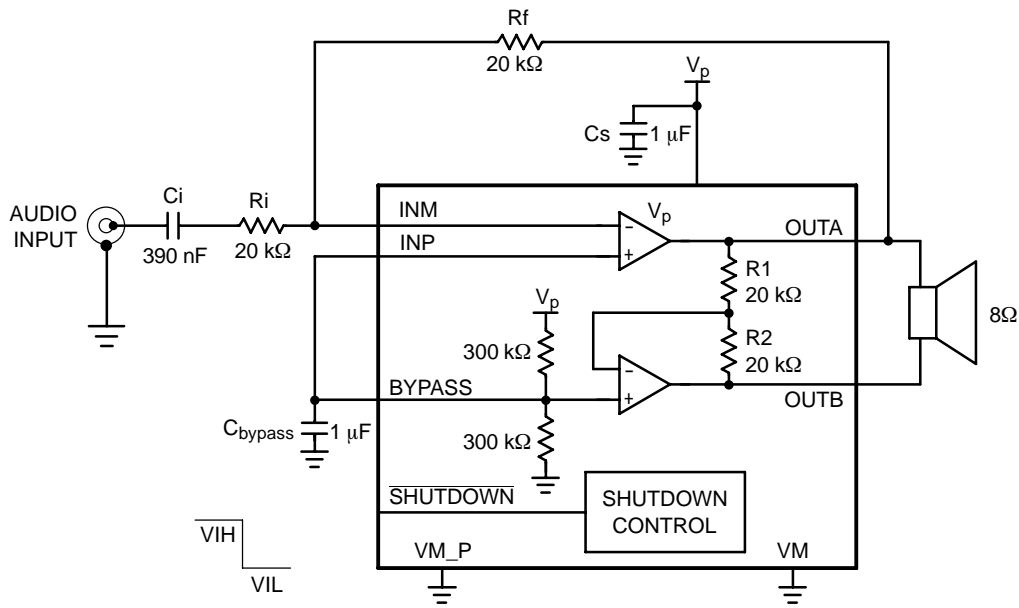 Rf
20 kΩ
Vp
Cs
1 μF
AUDIO
INPUT
Ci
390 nF
Ri
20 kΩ
INM
INP
Vp
OUTA
R1
20 kΩ
Vp
300 kΩ
R2
20 kΩ
8Ω
BYPASS
OUTB
Cbypass
1 μF
300 kΩ
SHUTDOWN
SHUTDOWN
CONTROL
VIH
VIL
VM_P
VM